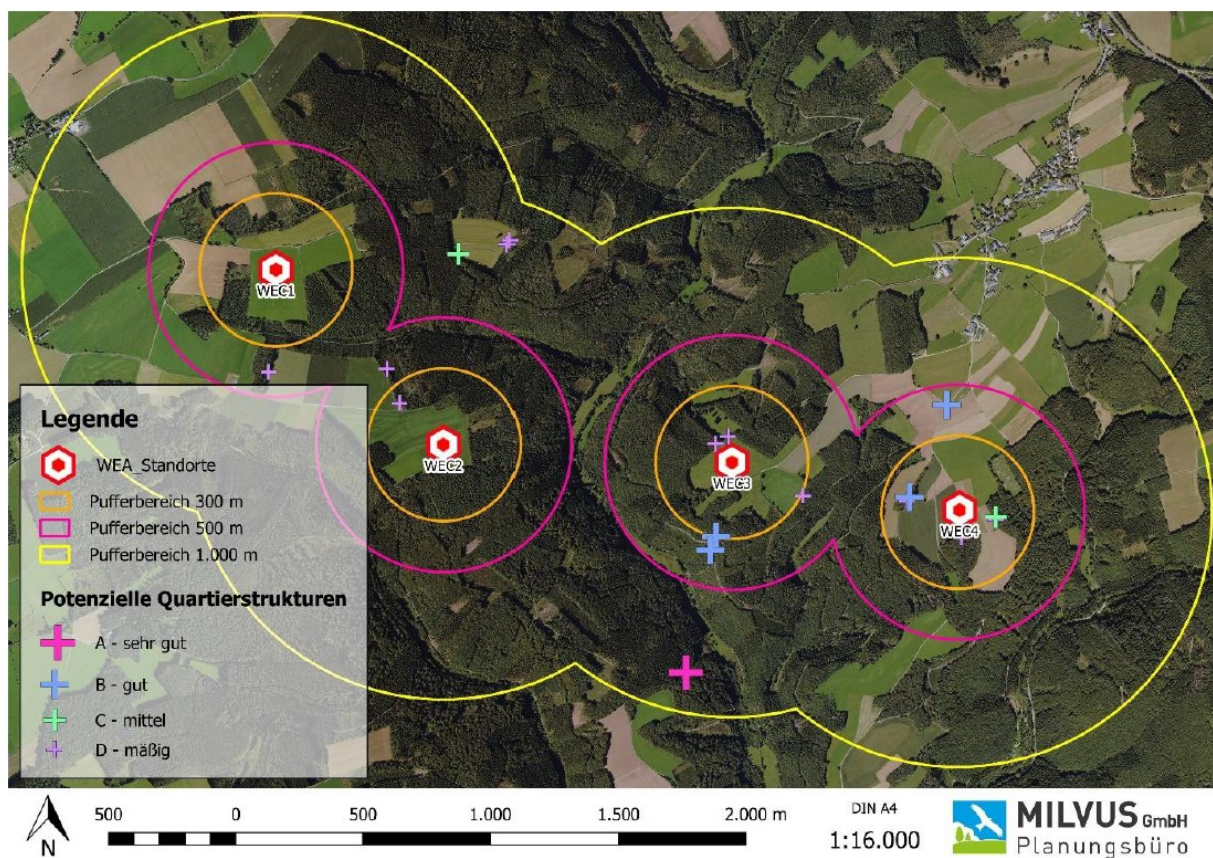 WEC1
WEC2
WEC3
WEC4
Legende
WEA_Standorte
Pufferbereich 300 m
Pufferbereich 500 m
Pufferbereich 1.000 m
Potenzielle Quartierstrukturen
A - sehr gut
B - gut
C - mittel
D - mäßig
N
500 0 500 1.000 1.500 2.000 m
DIN A4
1:16.000
MILVUS GmbH
Planungsbüro